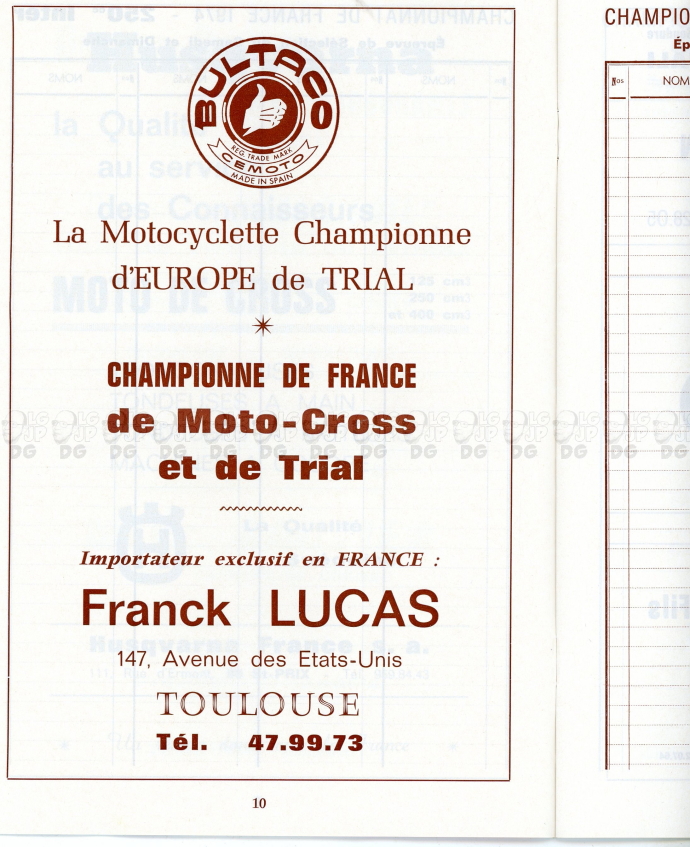 BULTACO
REG. TRADE MARK
CEMOTO
MADE IN SPAIN
La Motocyclette Championne
d'EUROPE de TRIAL
CHAMPIONNE DE FRANCE
de Moto-Cross
et de Trial
Importateur exclusif en FRANCE :
Franck LUCAS
147, Avenue des Etats-Unis
TOULOUSE
Tél. 47.99.73
10
CHAMPIO
Ép
Nos NOM